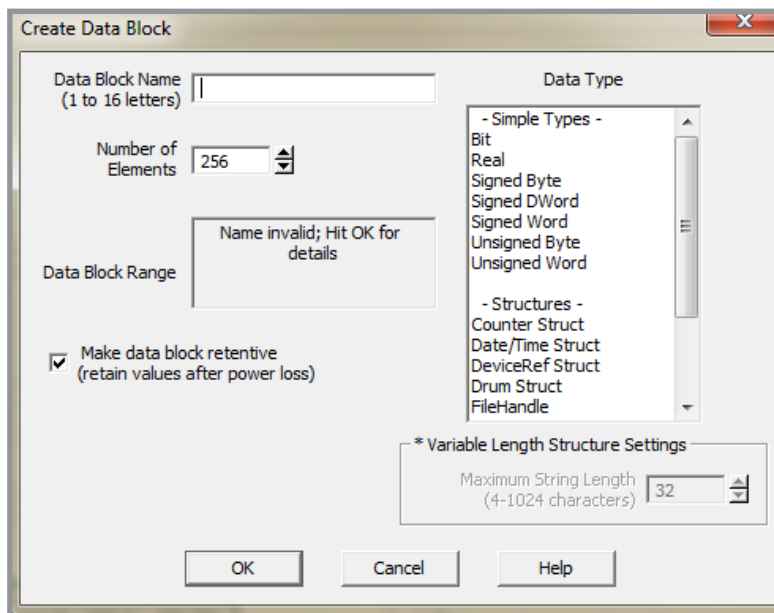 Create Data Block
Data Block Name
(1 to 16 letters)
Number of
Elements
256
Data Block Range
Name invalid; Hit OK for
details
Make data block retentive
(retain values after power loss)
Data Type
- Simple Types -
Bit
Real
Signed Byte
Signed DWord
Signed Word
Unsigned Byte
Unsigned Word
- Structures -
Counter Struct
Date/Time Struct
DeviceRef Struct
Drum Struct
FileHandle
* Variable Length Structure Settings
Maximum String Length
(4-1024 characters)
32
OK
Cancel
Help